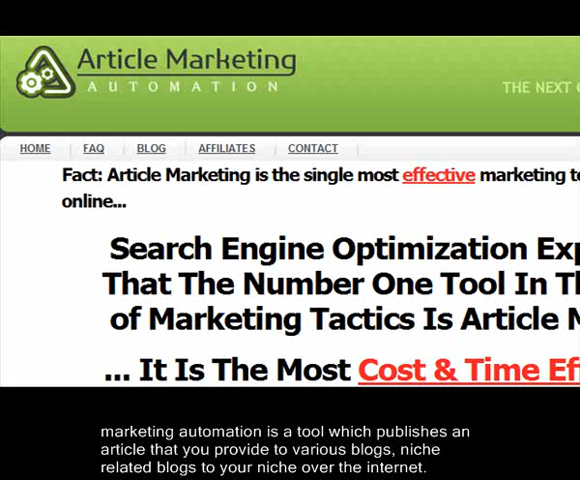 Article Marketing
AUTOMATION
THE NEXT
HOME FAQ BLOG AFFILIATES CONTACT
Fact: Article Marketing is the single most effective marketing
online...
Search Engine Optimization
That The Number One Tool In
of Marketing Tactics Is Article
... It Is The Most Cost & Time
marketing automation is a tool which publishes an
article that you provide to various blogs, niche
related blogs to your niche over the internet.